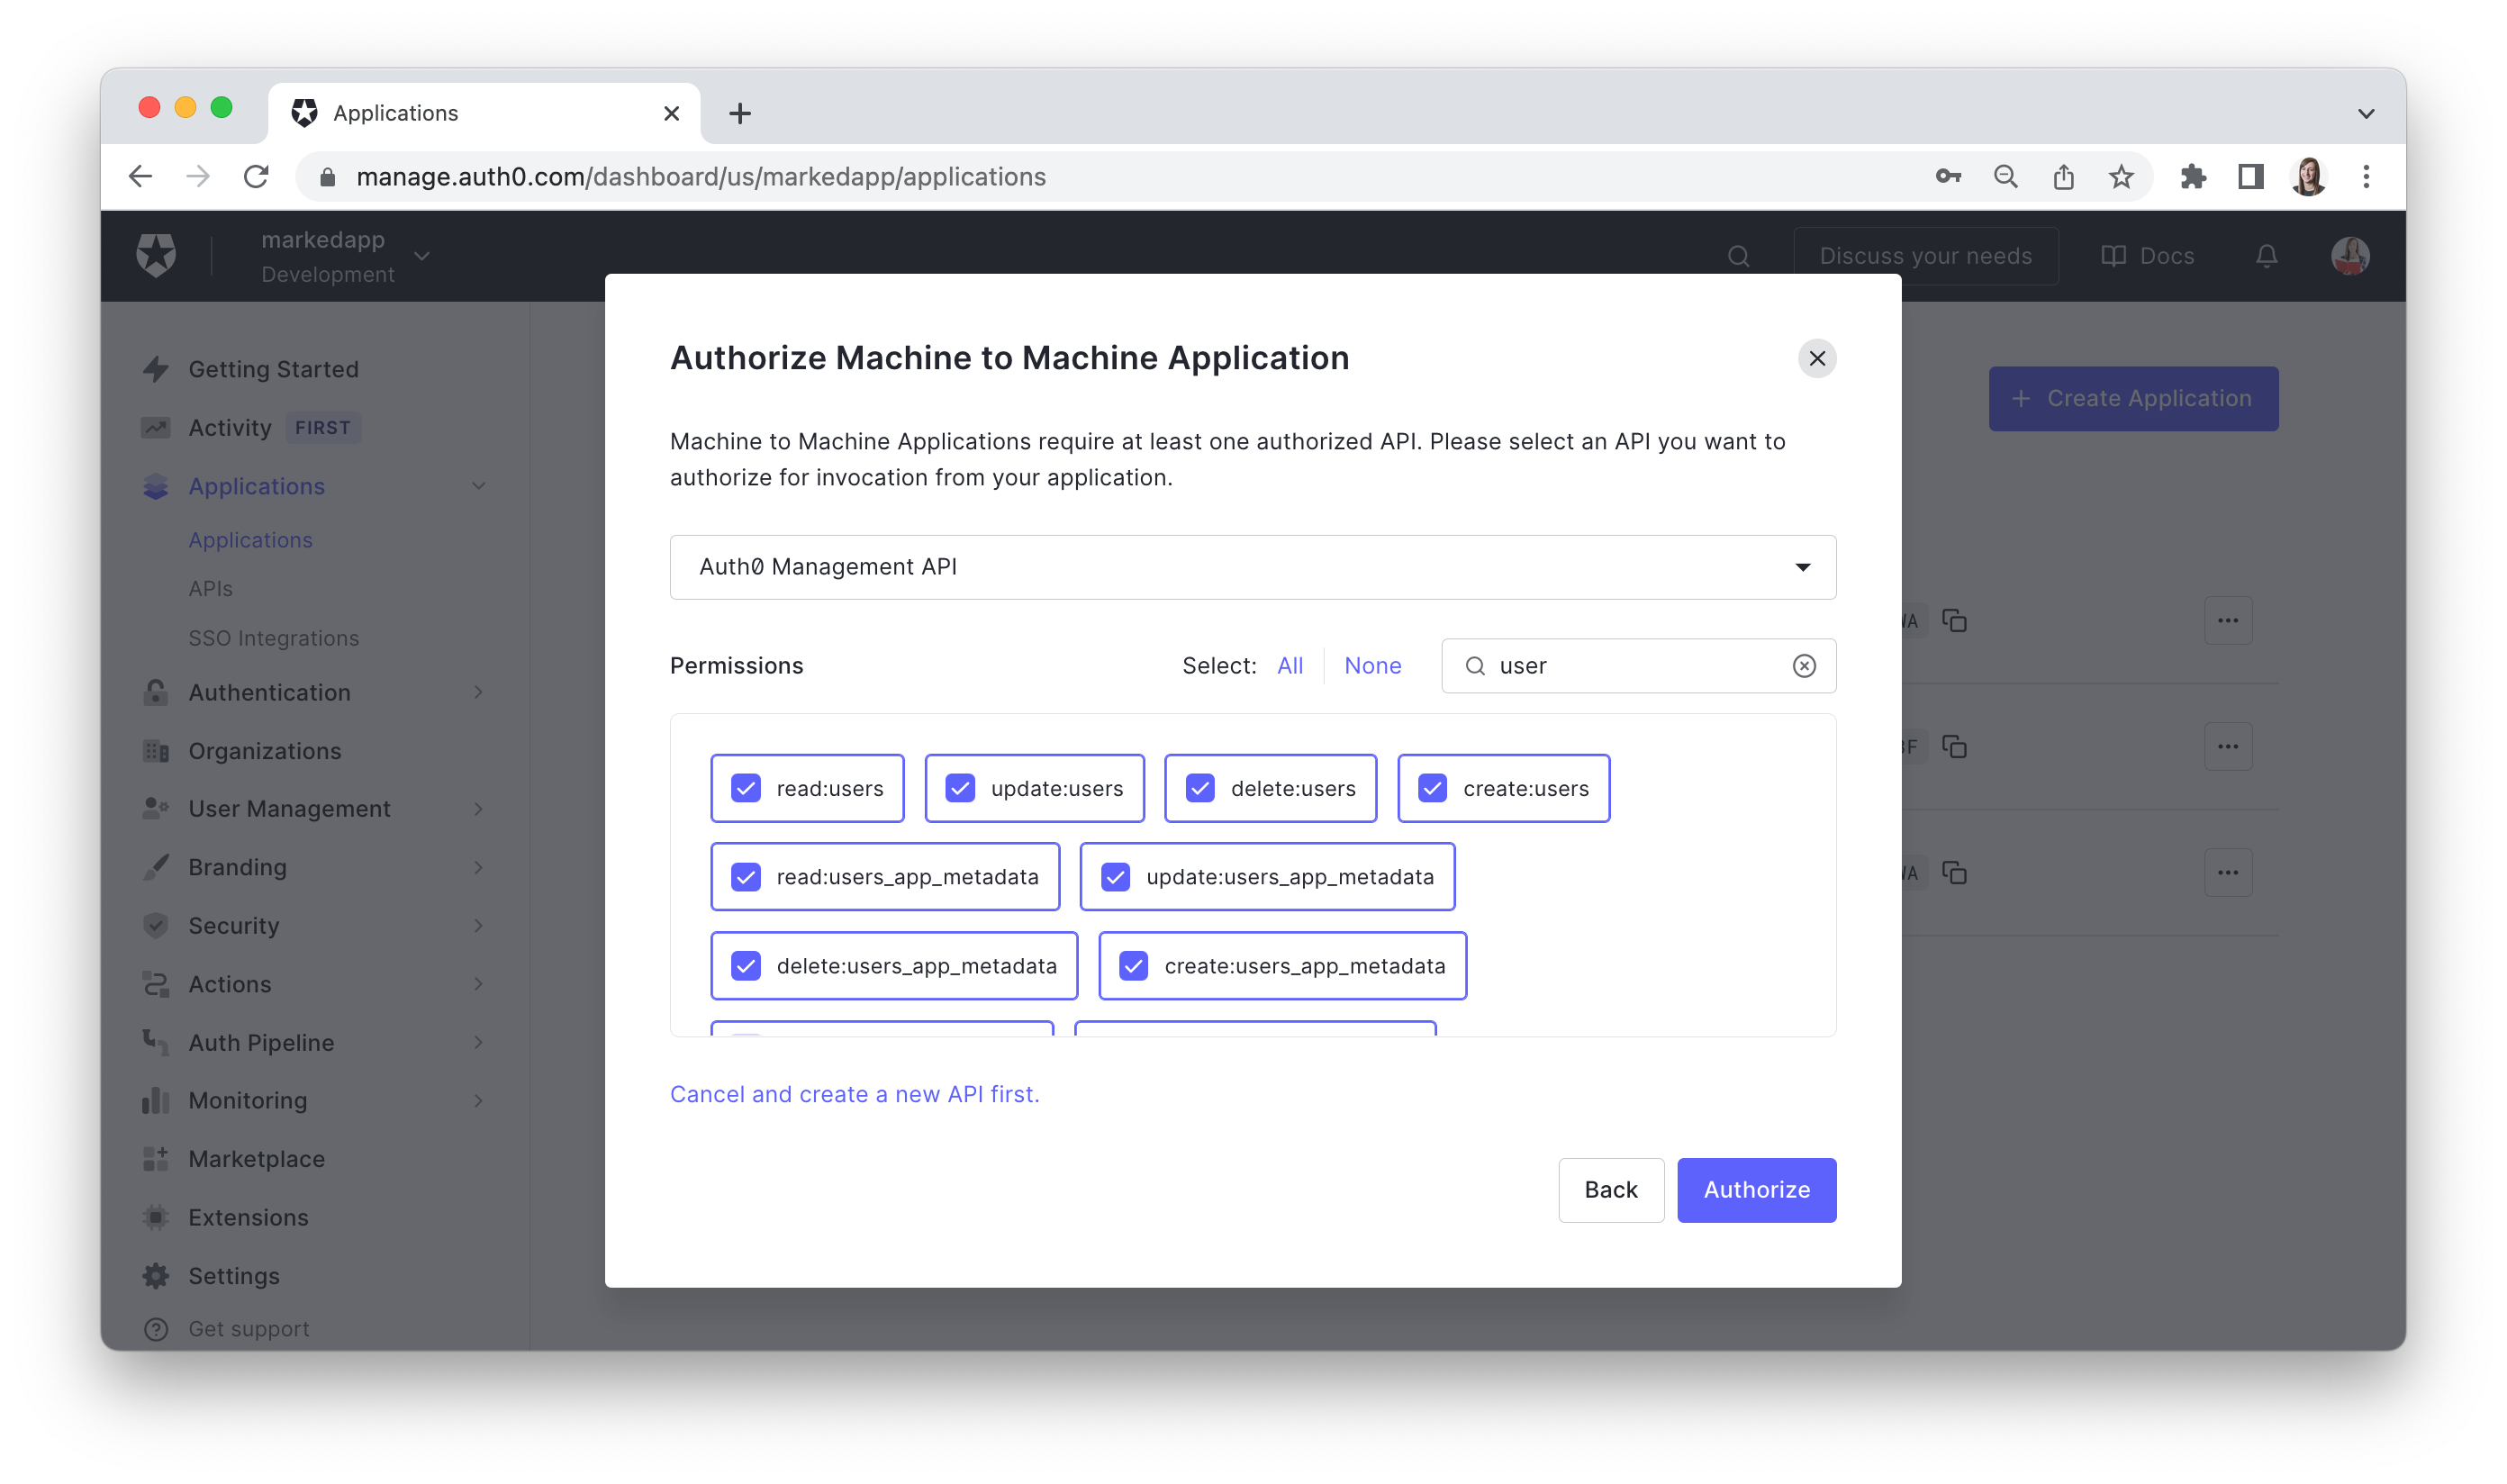 Applications
manage.auth0.com/dashboard/us/markedapp/applications
markedapp
Development
Discuss your needs
Docs
Getting Started
Activity FIRST
Applications
Applications
APIs
SSO Integrations
Authentication
Organizations
User Management
Branding
Security
Actions
Auth Pipeline
Monitoring
Marketplace
Extensions
Settings
Get support
+ Create Application
Authorize Machine to Machine Application
Machine to Machine Applications require at least one authorized API. Please select an API you want to
authorize for invocation from your application.
Auth0 Management API
Permissions Select: All None user
read:users update:users delete:users create:users
read:users_app_metadata update:users_app_metadata
delete:users_app_metadata create:users_app_metadata
Cancel and create a new API first.
Back Authorize